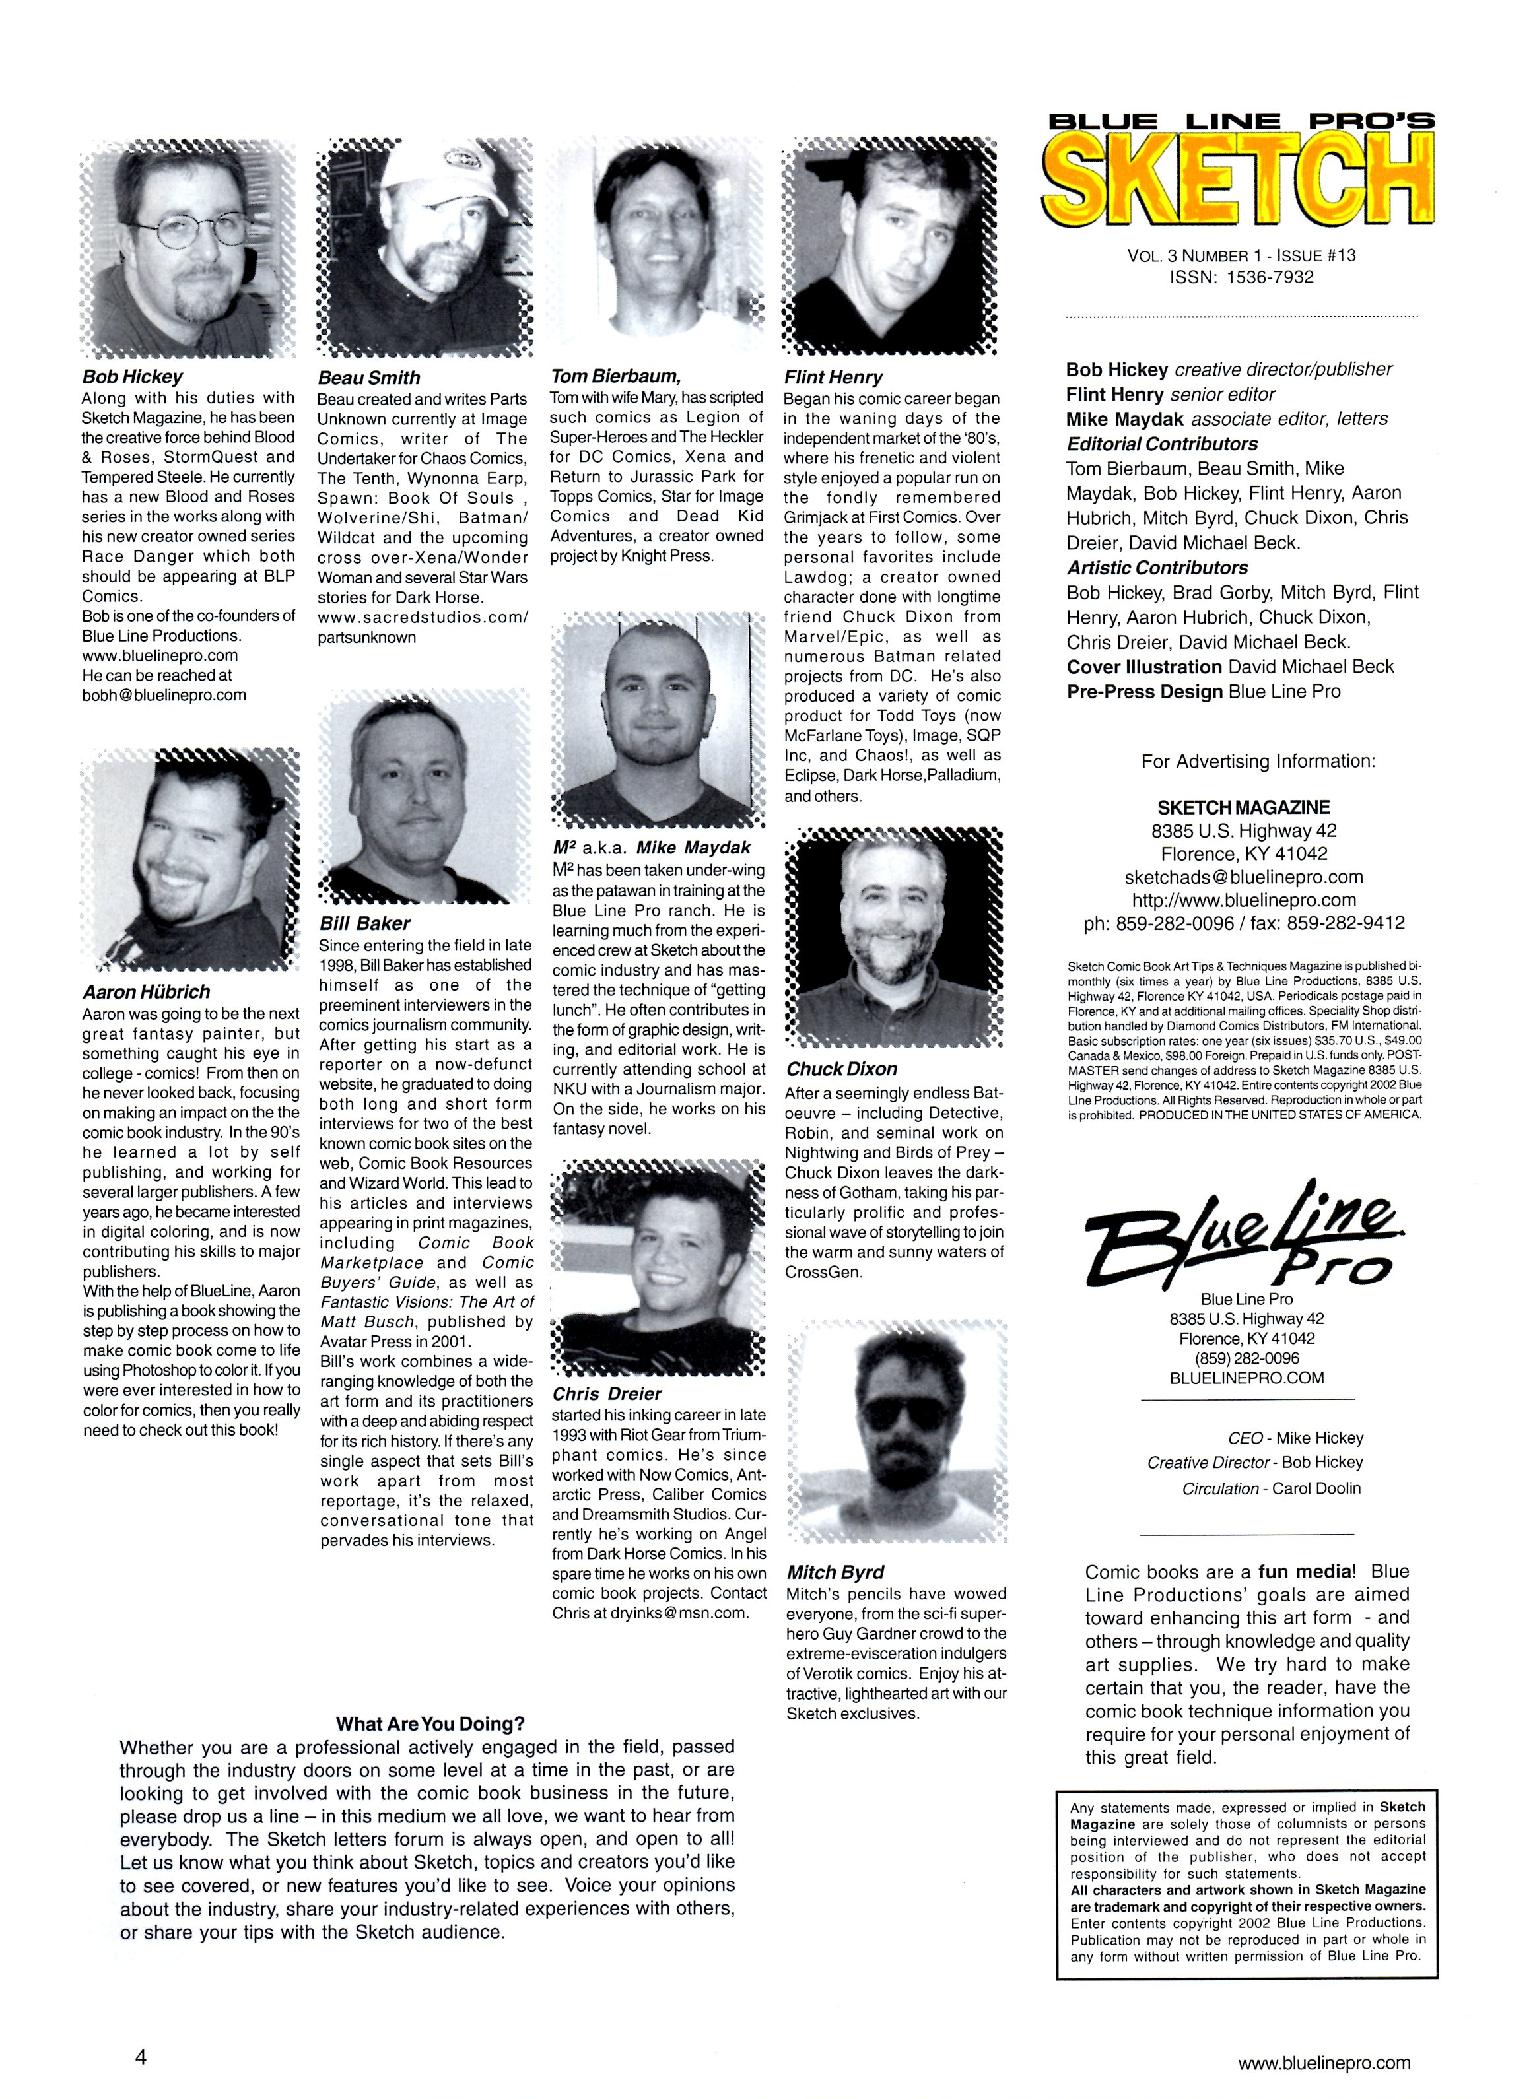 Bob Hickey
Along with his duties with
Sketch Magazine, he has been
the creative force behind Blood
& Roses, StormQuest and
Tempered Steele. He currently
has a new Blood and Roses
series in the works along with
his new creator owned series
Race Danger which both
should be appearing at BLP
Comics.
Bob is one of the co-founders of
Blue Line Productions.
www.bluelinepro.com
He can be reached at
bobh@bluelinepro.com
Aaron Hübrich
Aaron was going to be the next
great fantasy painter, but
something caught his eye in
college - comics! From then on
he never looked back, focusing
on making an impact on the the
comic book industry. In the 90's
he learned a lot by self
publishing, and working for
several larger publishers. A few
years ago, he became interested
in digital coloring, and is now
contributing his skills to major
publishers.
With the help of BlueLine, Aaron
is publishing a book showing the
step by step process on how to
make comic book come to life
using Photoshop to color it. If you
were ever interested in how to
color for comics, then you really
need to check out this book!
Beau Smith
Beau created and writes Parts
Unknown currently at Image
Comics, writer of The
Undertaker for Chaos Comics,
The Tenth, Wynonna Earp,
Spawn: Book Of Souls ,
Wolverine/Shi, Batman/
Wildcat and the upcoming
cross over-Xena/Wonder
Woman and several Star Wars
stories for Dark Horse.
www.sacredstudios.com/
partsunknown
Bill Baker
Since entering the field in late
1998, Bill Baker has established
himself as one of the
preeminent interviewers in the
comics journalism community.
After getting his start as a
reporter on a now-defunct
website, he graduated to doing
both long and short form
interviews for two of the best
known comic book sites on the
web, Comic Book Resources
and Wizard World. This lead to
his articles and interviews
appearing in print magazines,
including Comic Book
Marketplace and Comic
Buyers' Guide, as well as
Fantastic Visions: The Art of
Matt Busch, published by
Avatar Press in 2001.
Bill's work combines a wide-
ranging knowledge of both the
art form and its practitioners
with a deep and abiding respect
for its rich history. If there's any
single aspect that sets Bill's
work apart from most
reportage, it's the relaxed,
conversational tone that
pervades his interviews.
Tom Bierbaum,
Tom with wife Mary, has scripted
such comics as Legion of
Super-Heroes and The Heckler
for DC Comics, Xena and
Return to Jurassic Park for
Topps Comics, Star for Image
Comics and Dead Kid
Adventures, a creator owned
project by Knight Press.
M² a.k.a. Mike Maydak
M² has been taken under-wing
as the patawan in training at the
Blue Line Pro ranch. He is
learning much from the experi-
enced crew at Sketch about the
comic industry and has mas-
tered the technique of "getting
lunch". He often contributes in
the form of graphic design, writ-
ing, and editorial work. He is
currently attending school at
NKU with a Journalism major.
On the side, he works on his
fantasy novel.
Chris Dreier
started his inking career in late
1993 with Riot Gear from Trium-
phant comics. He's since
worked with Now Comics, Ant-
arctic Press, Caliber Comics
and Dreamsmith Studios. Cur-
rently he's working on Angel
from Dark Horse Comics. In his
spare time he works on his own
comic book projects. Contact
Chris at dryinks@msn.com.
Flint Henry
Began his comic career began
in the waning days of the
independent market of the '80's,
where his frenetic and violent
style enjoyed a popular run on
the fondly remembered
Grimjack at First Comics. Over
the years to follow, some
personal favorites include
Lawdog; a creator owned
character done with longtime
friend Chuck Dixon from
Marvel/Epic, as well as
numerous Batman related
projects from DC. He's also
produced a variety of comic
product for Todd Toys (now
McFarlane Toys), Image, SQP
Inc, and Chaos!, as well as
Eclipse, Dark Horse,Palladium,
and others.
Chuck Dixon
After a seemingly endless Bat-
oeuvre – including Detective,
Robin, and seminal work on
Nightwing and Birds of Prey –
Chuck Dixon leaves the dark-
ness of Gotham, taking his par-
ticularly prolific and profes-
sional wave of storytelling to join
the warm and sunny waters of
CrossGen.
Mitch Byrd
Mitch's pencils have wowed
everyone, from the sci-fi super-
hero Guy Gardner crowd to the
extreme-evisceration indulgers
of Verotik comics. Enjoy his at-
tractive, lighthearted art with our
Sketch exclusives.
What Are You Doing?
Whether you are a professional actively engaged in the field, passed
through the industry doors on some level at a time in the past, or are
looking to get involved with the comic book business in the future,
please drop us a line – in this medium we all love, we want to hear from
everybody. The Sketch letters forum is always open, and open to all!
Let us know what you think about Sketch, topics and creators you'd like
to see covered, or new features you'd like to see. Voice your opinions
about the industry, share your industry-related experiences with others,
or share your tips with the Sketch audience.
BLUE LINE PRO'S
SKETCH
VOL. 3 NUMBER 1 - ISSUE #13
ISSN: 1536-7932
Bob Hickey creative director/publisher
Flint Henry senior editor
Mike Maydak associate editor, letters
Editorial Contributors
Tom Bierbaum, Beau Smith, Mike
Maydak, Bob Hickey, Flint Henry, Aaron
Hubrich, Mitch Byrd, Chuck Dixon, Chris
Dreier, David Michael Beck.
Artistic Contributors
Bob Hickey, Brad Gorby, Mitch Byrd, Flint
Henry, Aaron Hubrich, Chuck Dixon,
Chris Dreier, David Michael Beck.
Cover Illustration David Michael Beck
Pre-Press Design Blue Line Pro
For Advertising Information:
SKETCH MAGAZINE
8385 U.S. Highway 42
Florence, KY 41042
sketchads@bluelinepro.com
http://www.bluelinepro.com
ph: 859-282-0096 / fax: 859-282-9412
Sketch Comic Book Art Tips & Techniques Magazine is published bi-
monthly (six times a year) by Blue Line Productions, 8385 U.S.
Highway 42, Florence KY 41042, USA. Periodicals postage paid in
Florence, KY and at additional mailing offices. Speciality Shop distri-
bution handled by Diamond Comics Distributors, FM International.
Basic subscription rates: one year (six issues) $35.70 U.S., $49.00
Canada & Mexico, $98.00 Foreign. Prepaid in U.S. funds only. POST-
MASTER send changes of address to Sketch Magazine 8385 U.S.
Highway 42, Florence, KY 41042. Entire contents copyright 2002 Blue
Line Productions. All Rights Reserved. Reproduction in whole or part
is prohibited. PRODUCED IN THE UNITED STATES OF AMERICA.
Blue Line
Pro
Blue Line Pro
8385 U.S. Highway 42
Florence, KY 41042
(859) 282-0096
BLUELINEPRO.COM
CEO - Mike Hickey
Creative Director - Bob Hickey
Circulation - Carol Doolin
Comic books are a fun media! Blue
Line Productions' goals are aimed
toward enhancing this art form - and
others – through knowledge and quality
art supplies. We try hard to make
certain that you, the reader, have the
comic book technique information you
require for your personal enjoyment of
this great field.
Any statements made, expressed or implied in Sketch
Magazine are solely those of columnists or persons
being interviewed and do not represent the editorial
position of the publisher, who does not accept
responsibility for such statements.
All characters and artwork shown in Sketch Magazine
are trademark and copyright of their respective owners.
Enter contents copyright 2002 Blue Line Productions.
Publication may not be reproduced in part or whole in
any form without written permission of Blue Line Pro.
4
www.bluelinepro.com